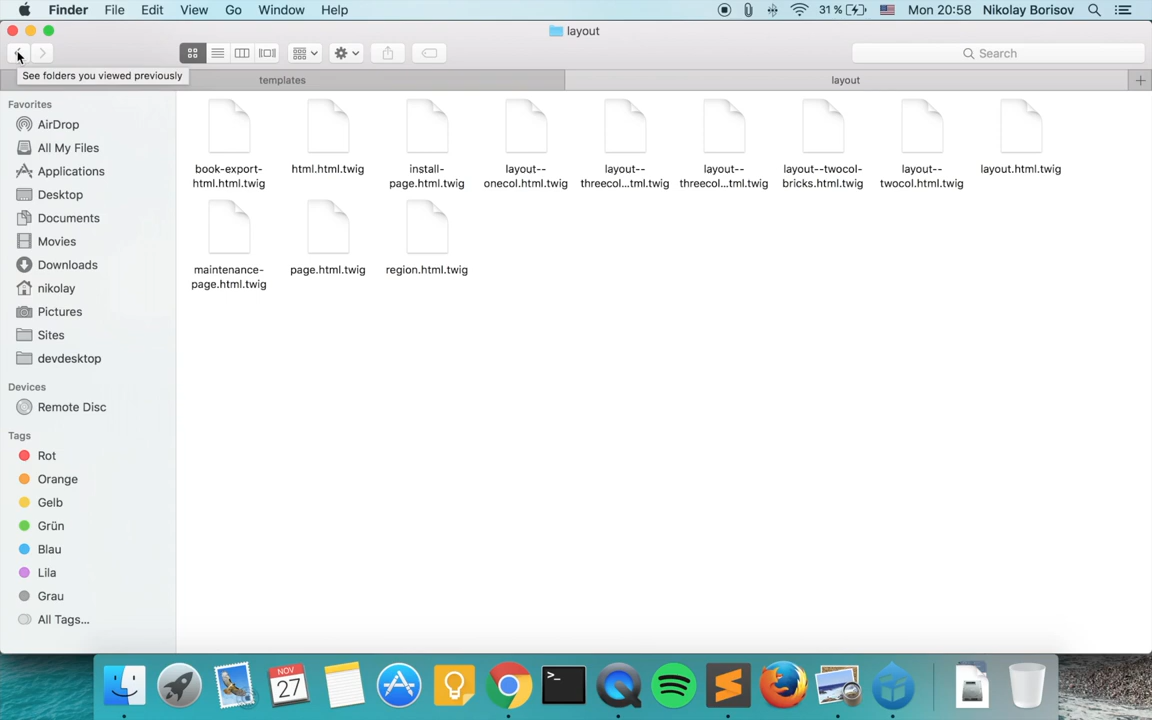 Finder File Edit View Go Window Help 31 % Mon 20:58 Nikolay Borisov
layout
Search
See folders you viewed previously
templates
layout
Favorites
AirDrop
All My Files
Applications
Desktop
Documents
Movies
Downloads
nikolay
Pictures
Sites
devdesktop
Devices
Remote Disc
Tags
Rot
Orange
Gelb
Grün
Blau
Lila
Grau
All Tags...
book-export-
html.html.twig
html.html.twig
install-
page.html.twig
layout--
onecol.html.twig
layout--
threecol...tml.twig
layout--
threecol...tml.twig
layout--twocol-
bricks.html.twig
layout--
twocol.html.twig
layout.html.twig
maintenance-
page.html.twig
page.html.twig
region.html.twig
NOV
27